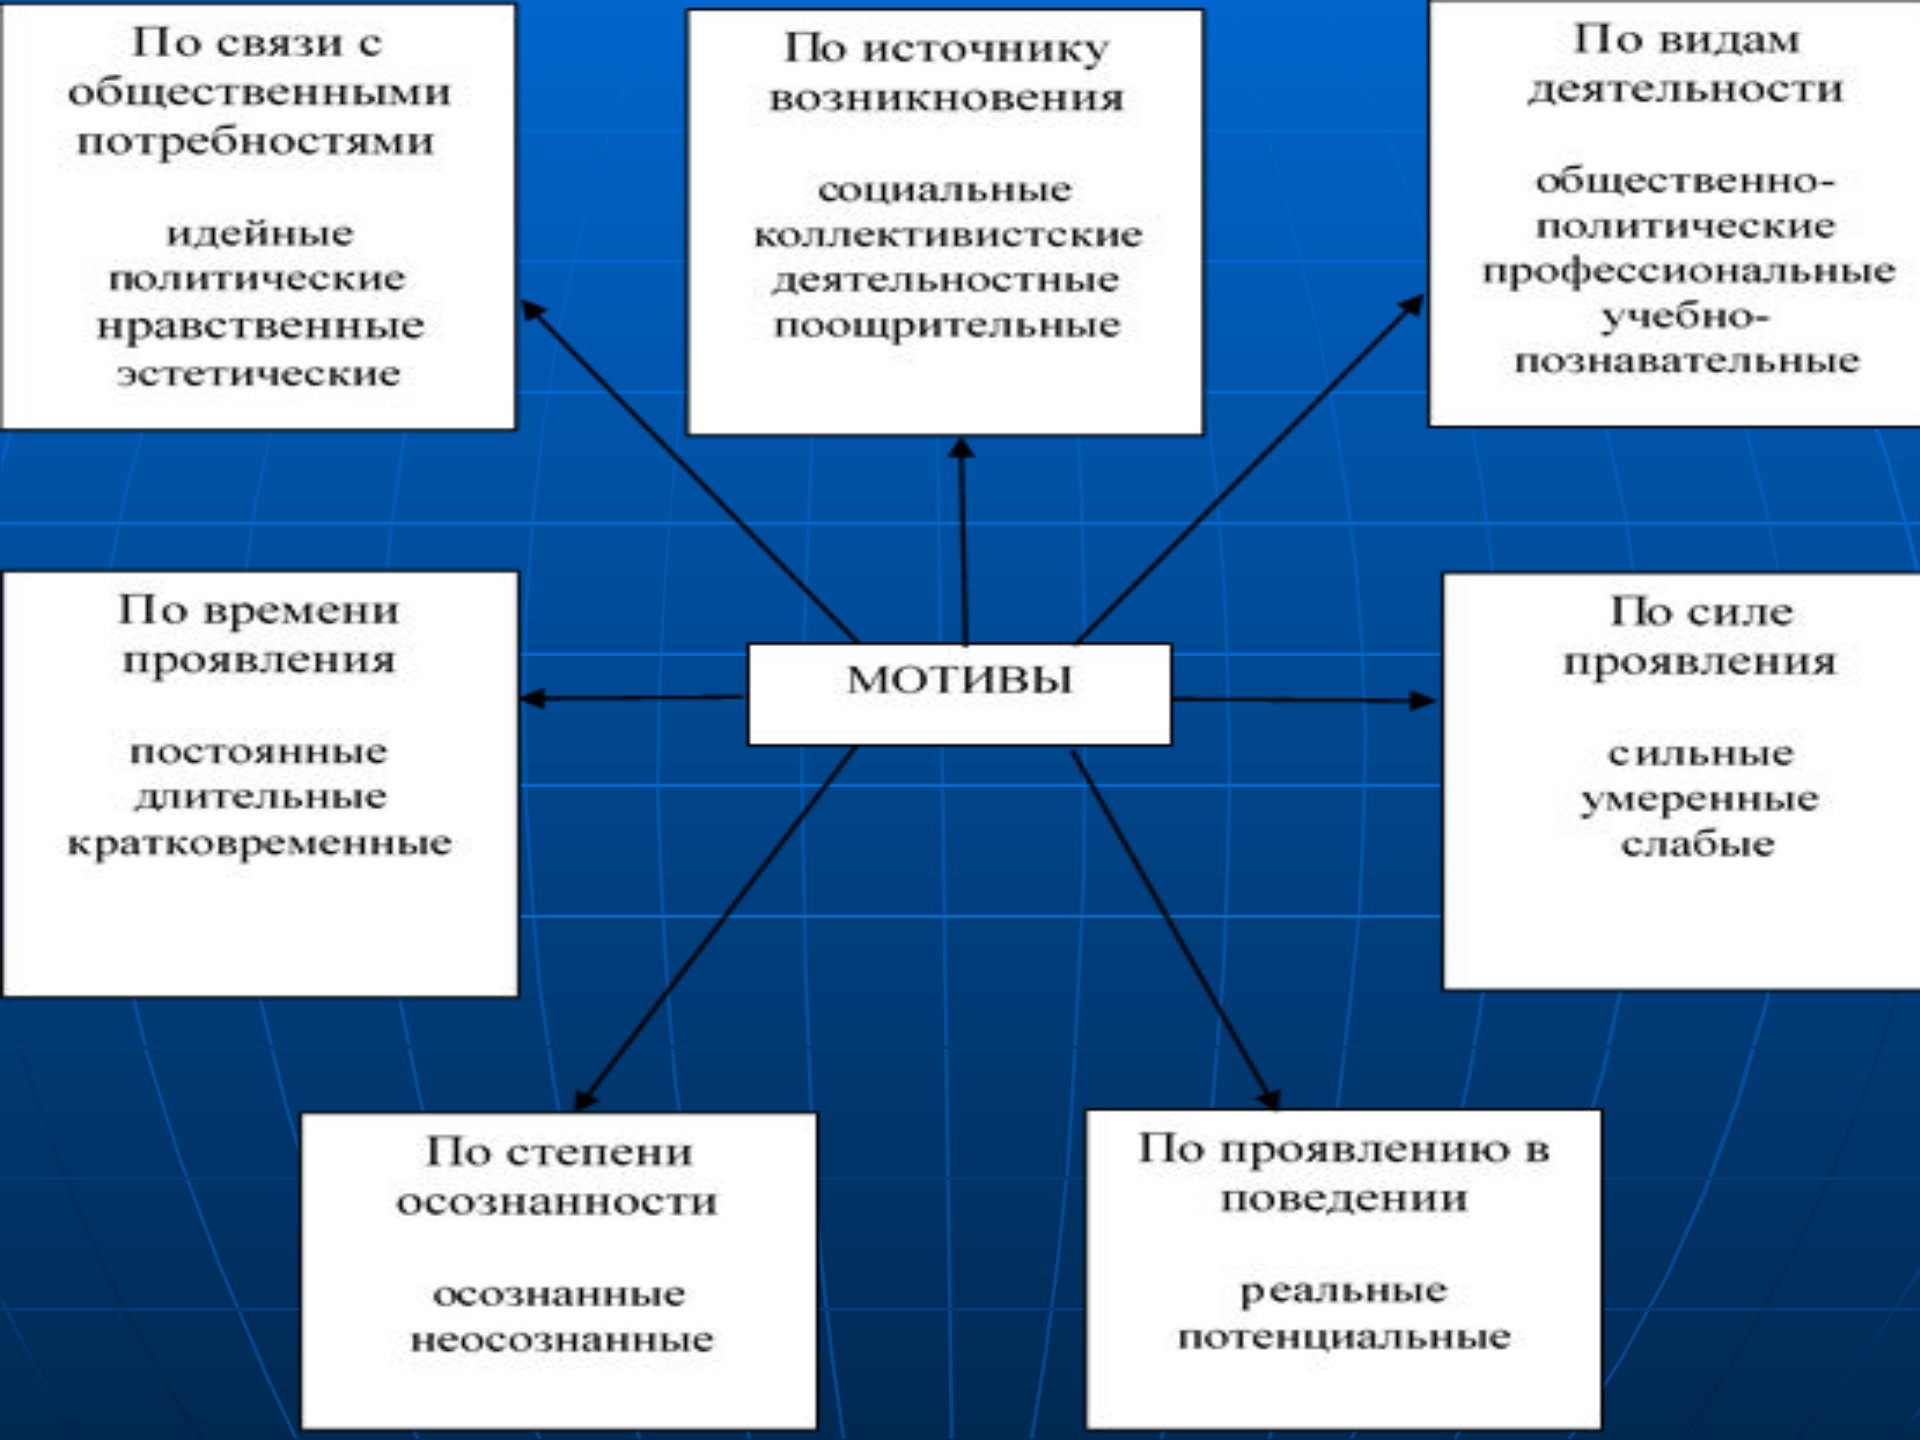 По связи с
общественными
потребностями
идейные
политические
нравственные
эстетические
По источнику
возникновения
социальные
коллективистские
деятельностные
поощрительные
По видам
деятельности
общественно-
политические
профессиональные
учебно-
познавательные
По времени
проявления
постоянные
длительные
кратковременные
МОТИВЫ
По силе
проявления
сильные
умеренные
слабые
По степени
осознанности
осознанные
неосознанные
По проявлению в
поведении
реальные
потенциальные